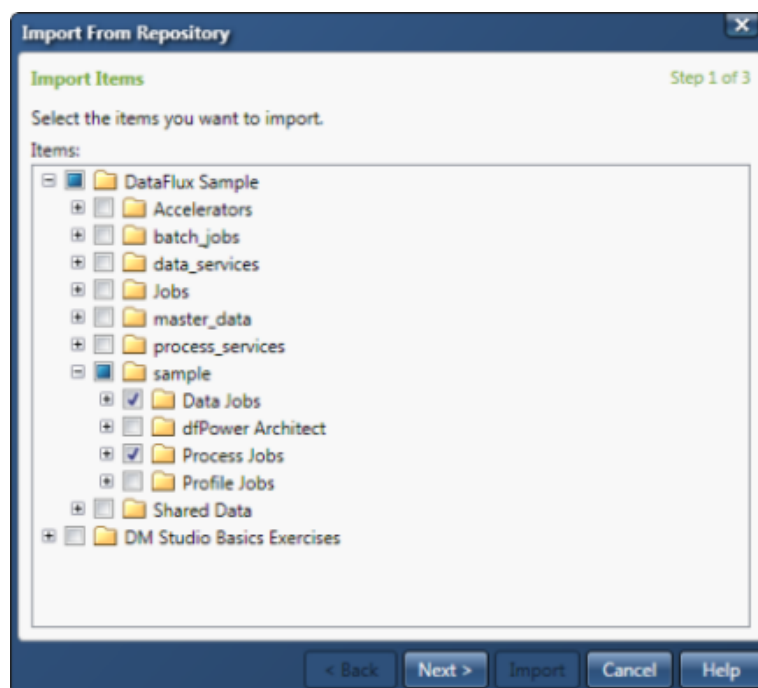 Import From Repository
Import Items Step 1 of 3
Select the items you want to import.
Items:
DataFlux Sample
Accelerators
batch_jobs
data_services
Jobs
master_data
process_services
sample
Data Jobs
dfPower Architect
Process Jobs
Profile Jobs
Shared Data
DM Studio Basics Exercises
< Back Next > Import Cancel Help